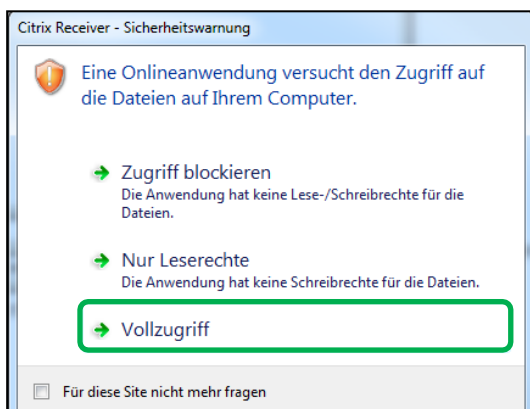 Citrix Receiver - Sicherheitswarnung
Eine Onlineanwendung versucht den Zugriff auf
die Dateien auf Ihrem Computer.
Zugriff blockieren
Die Anwendung hat keine Lese-/Schreibrechte für die
Dateien.
Nur Leserechte
Die Anwendung hat keine Schreibrechte für die Dateien.
Vollzugriff
Für diese Site nicht mehr fragen